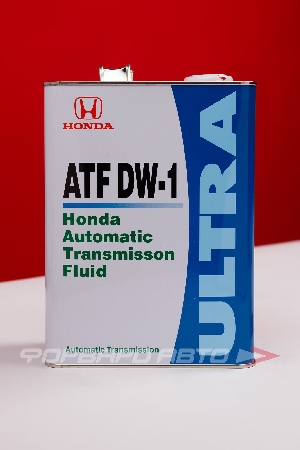 HONDA
ATF DW-1
Honda
Automatic
Transmisson
Fluid
ULTRA
ФОРВАРД АВТО
Automatic Transmission